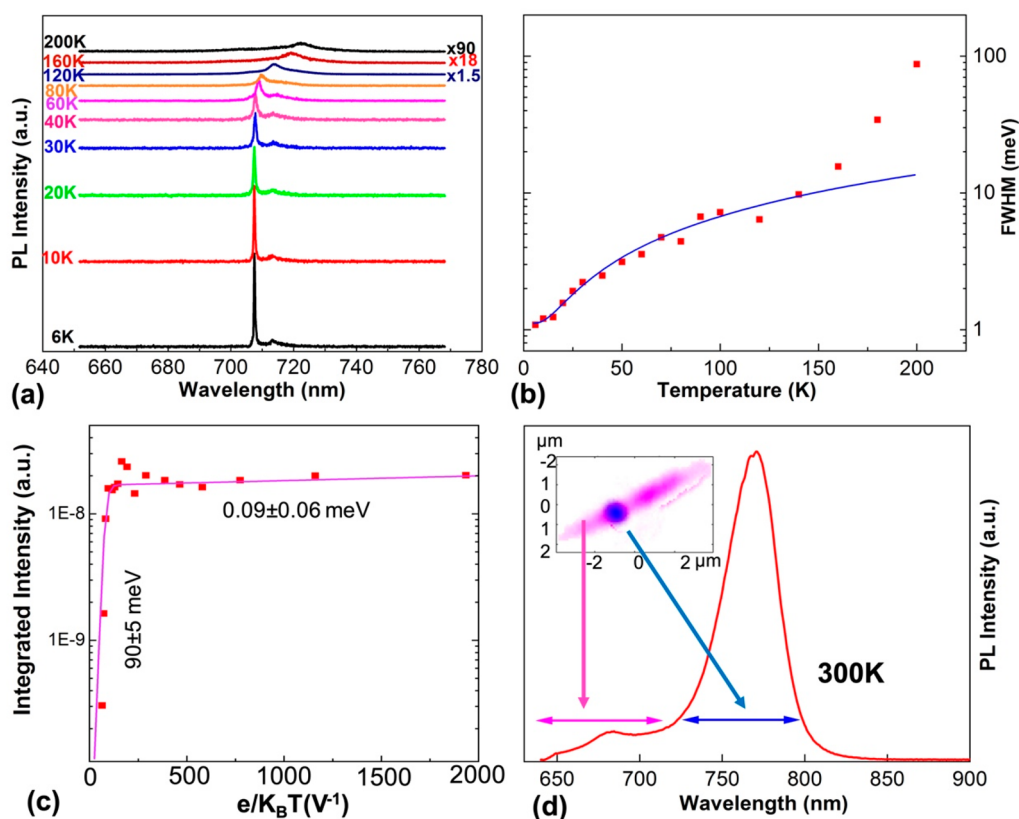 200K
x90
160K
x18
120K
x1.5
80K
60K
40K
30K
20K
10K
6K
PL Intensity (a.u.)
640 660 680 700 720 740 760 780
Wavelength (nm)
(a)
100
10
1
FWHM (meV)
0 50 100 150 200
Temperature (K)
(b)
Integrated Intensity (a.u.)
1E-8
1E-9
0.09±0.06 meV
90±5 meV
0 500 1000 1500 2000
e/K_BT(V⁻¹)
(c)
µm
-2
-1
0
1
2
-2 0 2 µm
300K
PL Intensity (a.u.)
650 700 750 800 850 900
Wavelength (nm)
(d)